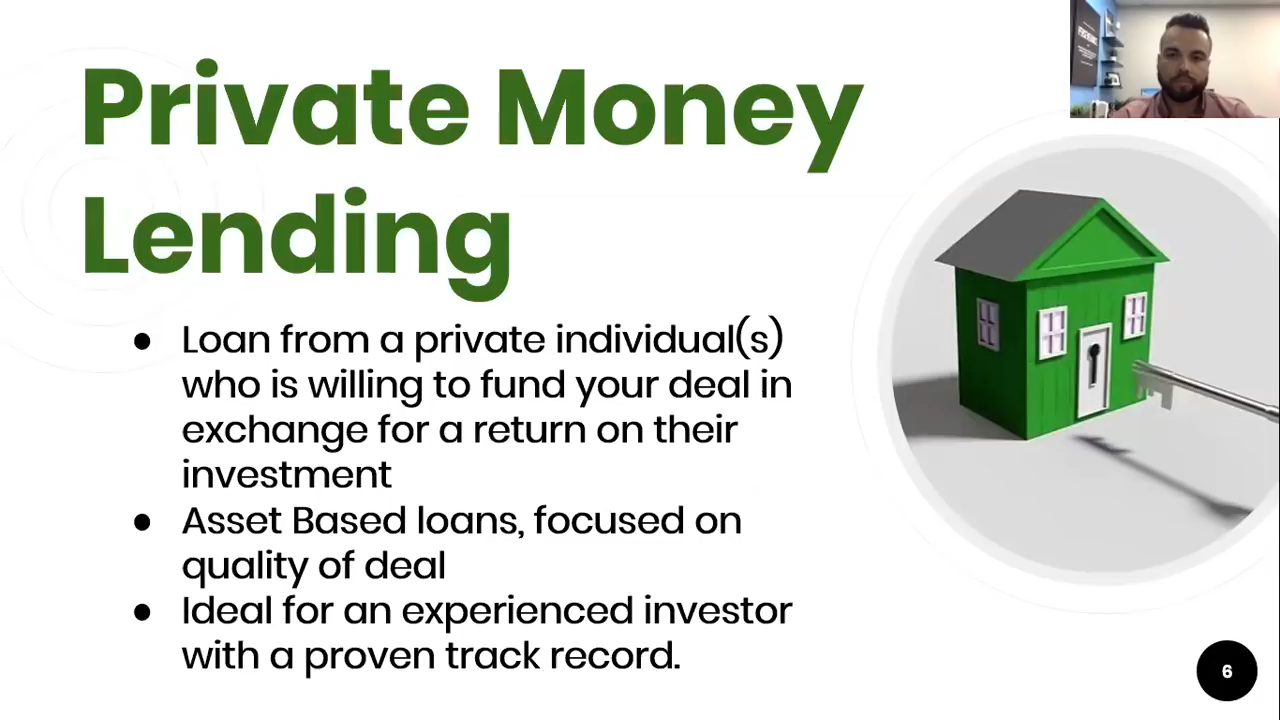 Private Money
Lending
● Loan from a private individual(s)
who is willing to fund your deal in
exchange for a return on their
investment
● Asset Based loans, focused on
quality of deal
● Ideal for an experienced investor
with a proven track record.
6